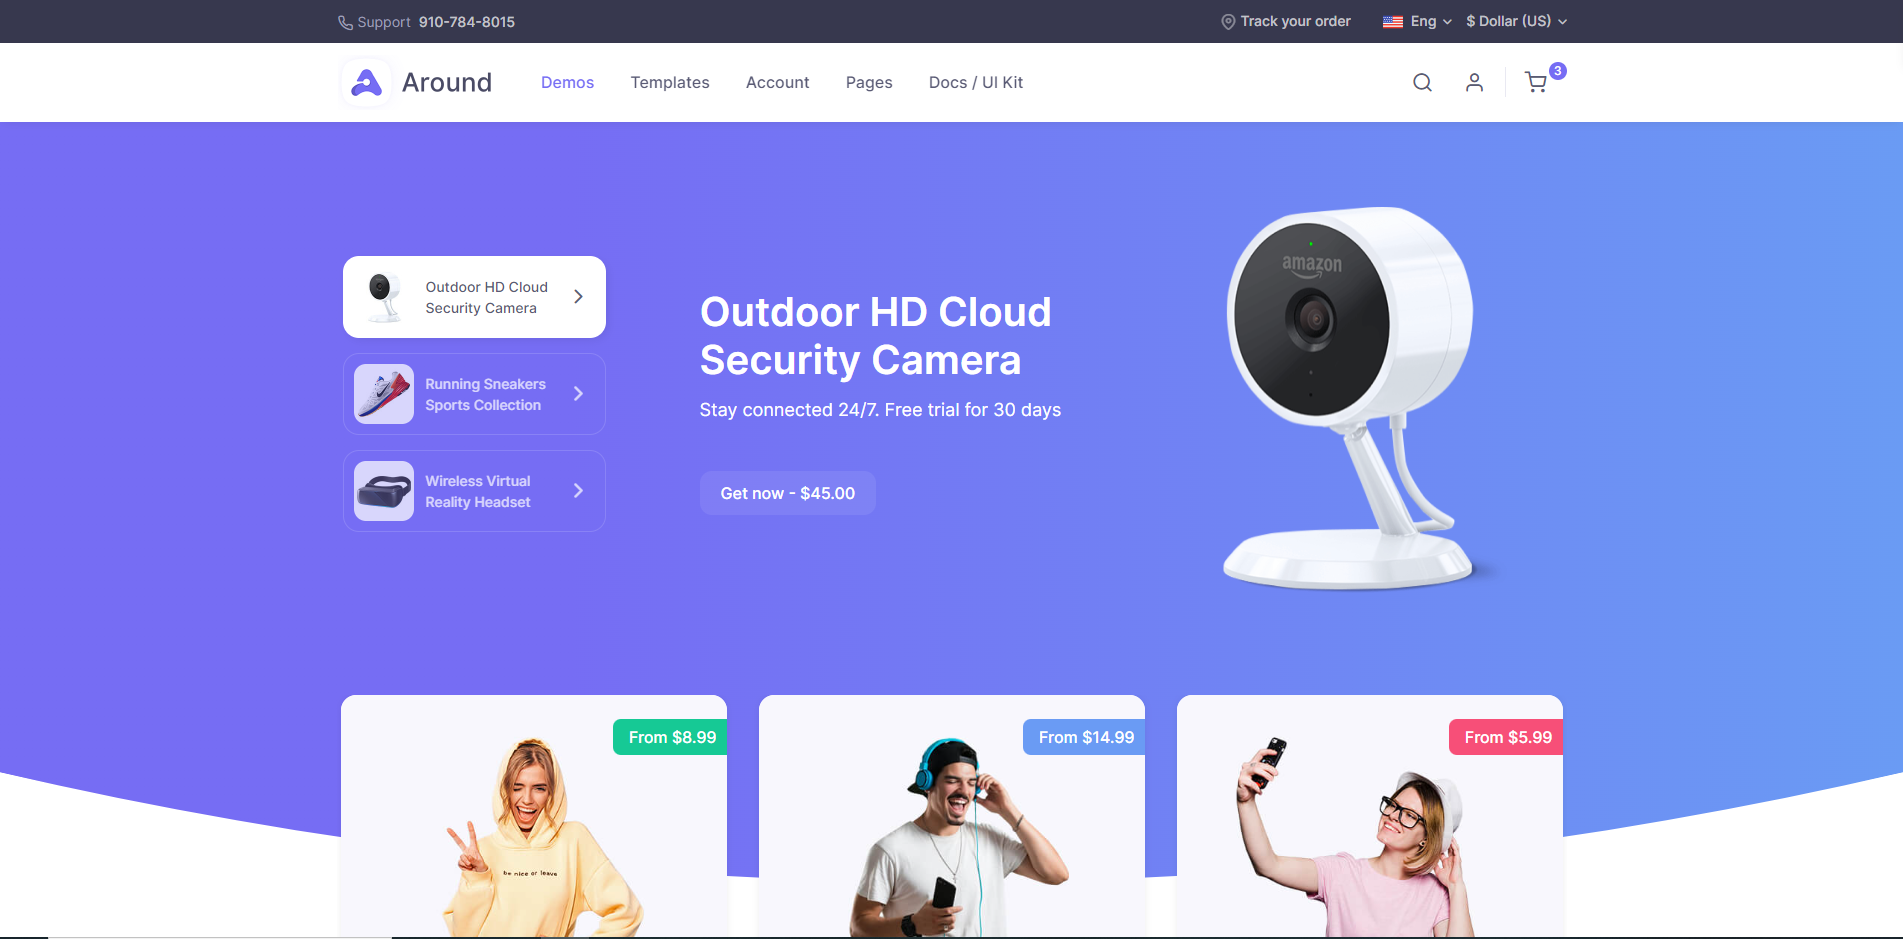 Support 910-784-8015
Track your order
Eng
$ Dollar (US)
Around
Demos
Templates
Account
Pages
Docs / UI Kit
3
Outdoor HD Cloud
Security Camera
Running Sneakers
Sports Collection
Wireless Virtual
Reality Headset
Outdoor HD Cloud
Security Camera
Stay connected 24/7. Free trial for 30 days
Get now - $45.00
amazon
From $8.99
be nice or leave
From $14.99
From $5.99